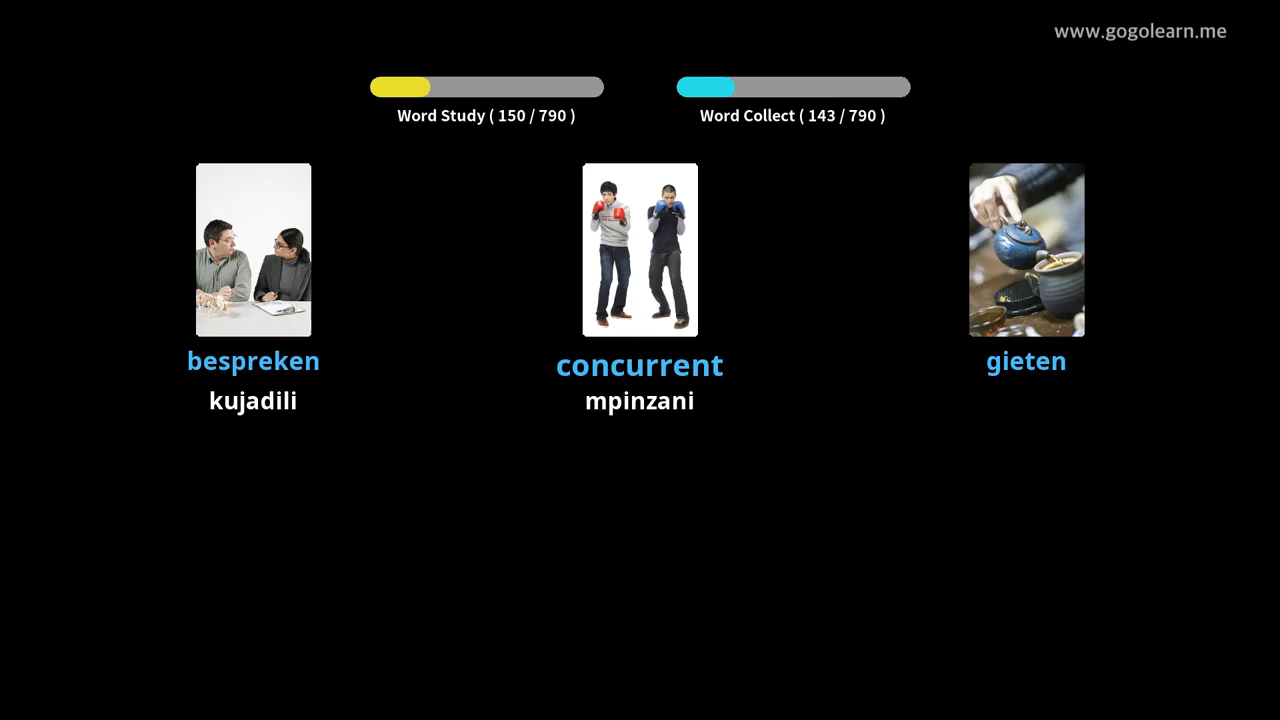 www.gogolearn.me
Word Study ( 150 / 790 )
Word Collect ( 143 / 790 )
bespreken
kujadili
concurrent
mpinzani
gieten